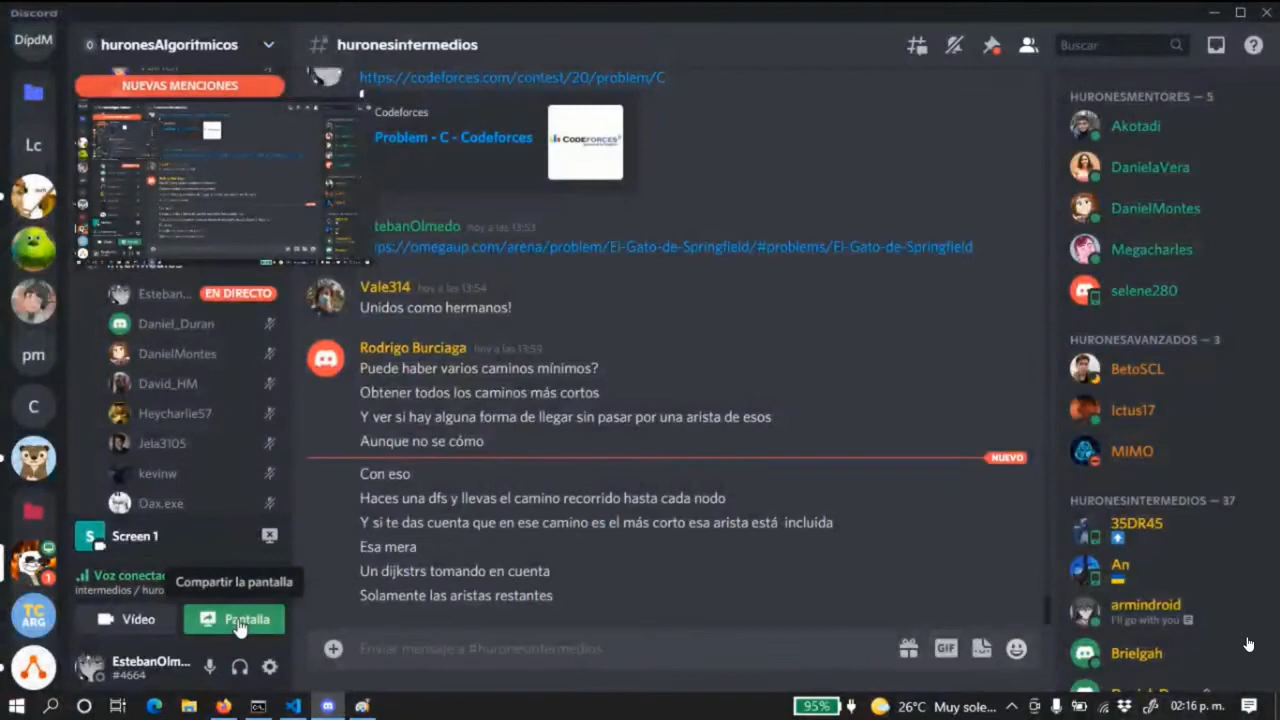 Discord
DípdM
Lc
pm
C
1
TC
ARG
huronesAlgoritmicos
NUEVAS MENCIONES
Esteban...
EN DIRECTO
Daniel_Duran
DanielMontes
David_HM
Heycharlie57
Jela3105
kevinw
Oax.exe
S
Screen 1
Voz conecta
intermedios / huro
Compartir la pantalla
Vídeo
Pantalla
EstebanOlm...
#4664
huronesintermedios
Buscar
https://codeforces.com/contest/20/problem/C
Codeforces
Problem - C - Codeforces
CODEFORCES
tebanOlmedo hoy a las 13:53
ps://omegaup.com/arena/problem/El-Gato-de-Springfield/#problems/El-Gato-de-Springfield
Vale314 hoy a las 13:54
Unidos como hermanos!
Rodrigo Burciaga hoy a las 13:59
Puede haber varios caminos mínimos?
Obtener todos los caminos más cortos
Y ver si hay alguna forma de llegar sin pasar por una arista de esos
Aunque no se cómo
NUEVO
Con eso
Haces una dfs y llevas el camino recorrido hasta cada nodo
Y si te das cuenta que en ese camino es el más corto esa arista está incluida
Esa mera
Un dijkstrs tomando en cuenta
Solamente las aristas restantes
Enviar mensaje a #huronesintermedios
GIF
HURONESMENTORES — 5
Akotadi
DanielaVera
DanielMontes
Megacharles
selene280
HURONESAVANZADOS — 3
BetoSCL
Ictus17
MIMO
HURONESINTERMEDIOS — 37
35DR45
An
armindroid
I'll go with you
Brielgah
95%
26°C Muy sole...
02:16 p. m.